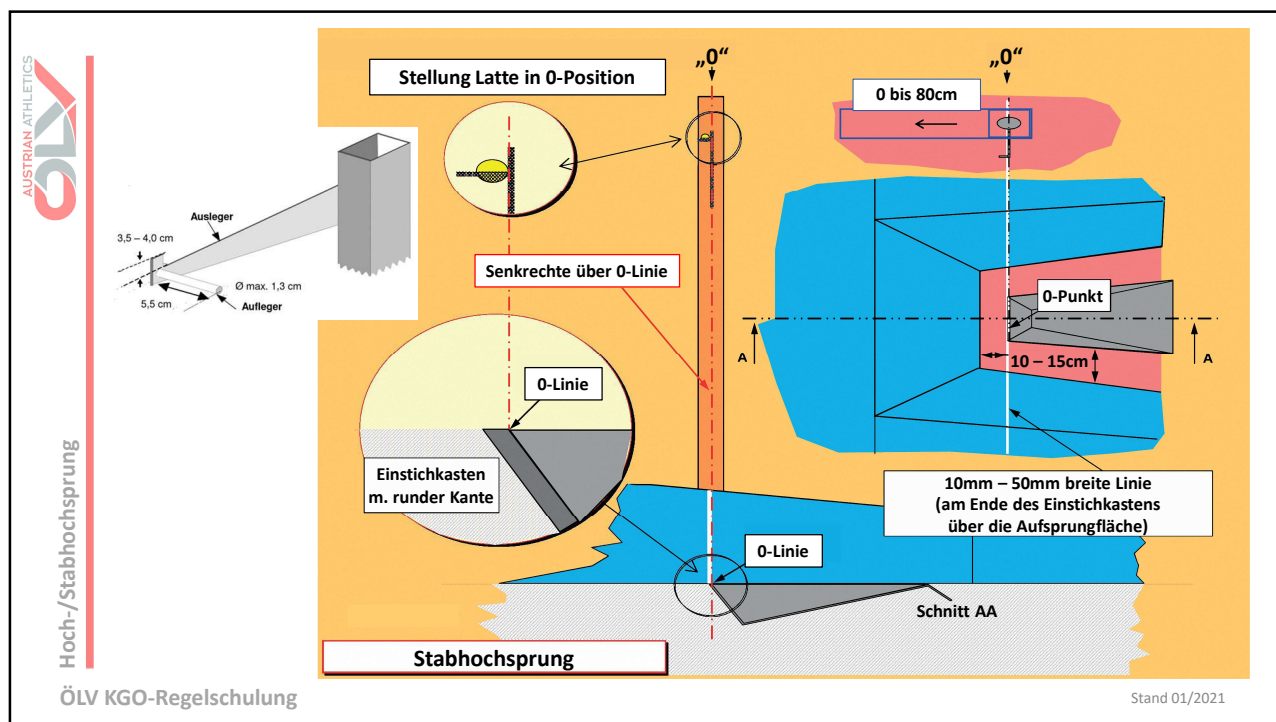 AUSTRIAN ATHLETICS
ÖLV
Hoch-/Stabhochsprung
Ausleger
3,5 – 4,0 cm
Ø max. 1,3 cm
5,5 cm
Aufleger
Stellung Latte in 0-Position
„0“
„0“
0 bis 80cm
Senkrechte über 0-Linie
0-Punkt
A
A
10 – 15cm
0-Linie
Einstichkasten
m. runder Kante
10mm – 50mm breite Linie
(am Ende des Einstichkastens
über die Aufsprungfläche)
0-Linie
Schnitt AA
Stabhochsprung
ÖLV KGO-Regelschulung
Stand 01/2021